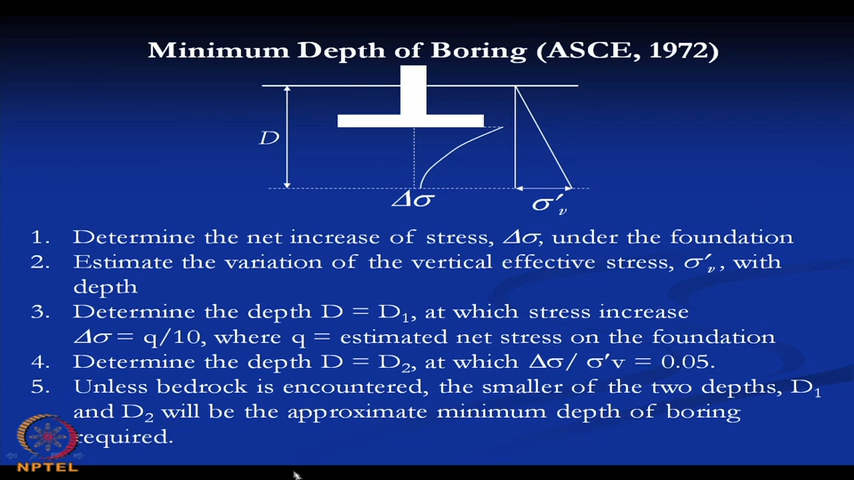 Minimum Depth of Boring (ASCE, 1972)
D
Δσ
σ′v
1. Determine the net increase of stress, Δσ, under the foundation
2. Estimate the variation of the vertical effective stress, σ′v, with
depth
3. Determine the depth D = D1, at which stress increase
Δσ = q/10, where q = estimated net stress on the foundation
4. Determine the depth D = D2, at which Δσ/ σ′v = 0.05.
5. Unless bedrock is encountered, the smaller of the two depths, D1
and D2 will be the approximate minimum depth of boring
required.
NPTEL